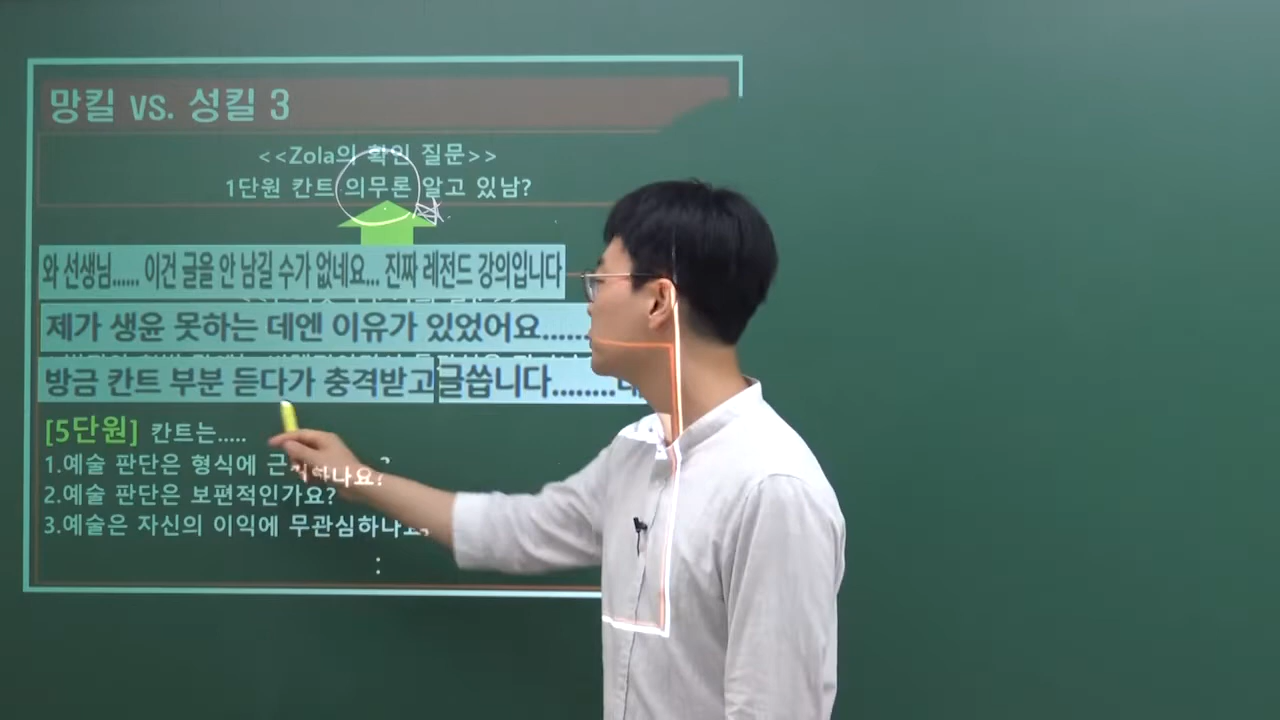 망킬 vs. 성킬 3
<<Zola의 확인 질문>>
1단원 칸트 의무론 알고 있남?
와 선생님...... 이건 글을 안 남길 수가 없네요... 진짜 레전드 강의입니다
제가 생윤 못하는 데엔 이유가 있었어요......
방금 칸트 부분 듣다가 충격받고 글씁니다........
[5단원] 칸트는.....
1.예술 판단은 형식에 근거하나요?
2.예술 판단은 보편적인가요?
3.예술은 자신의 이익에 무관심하나요?
: